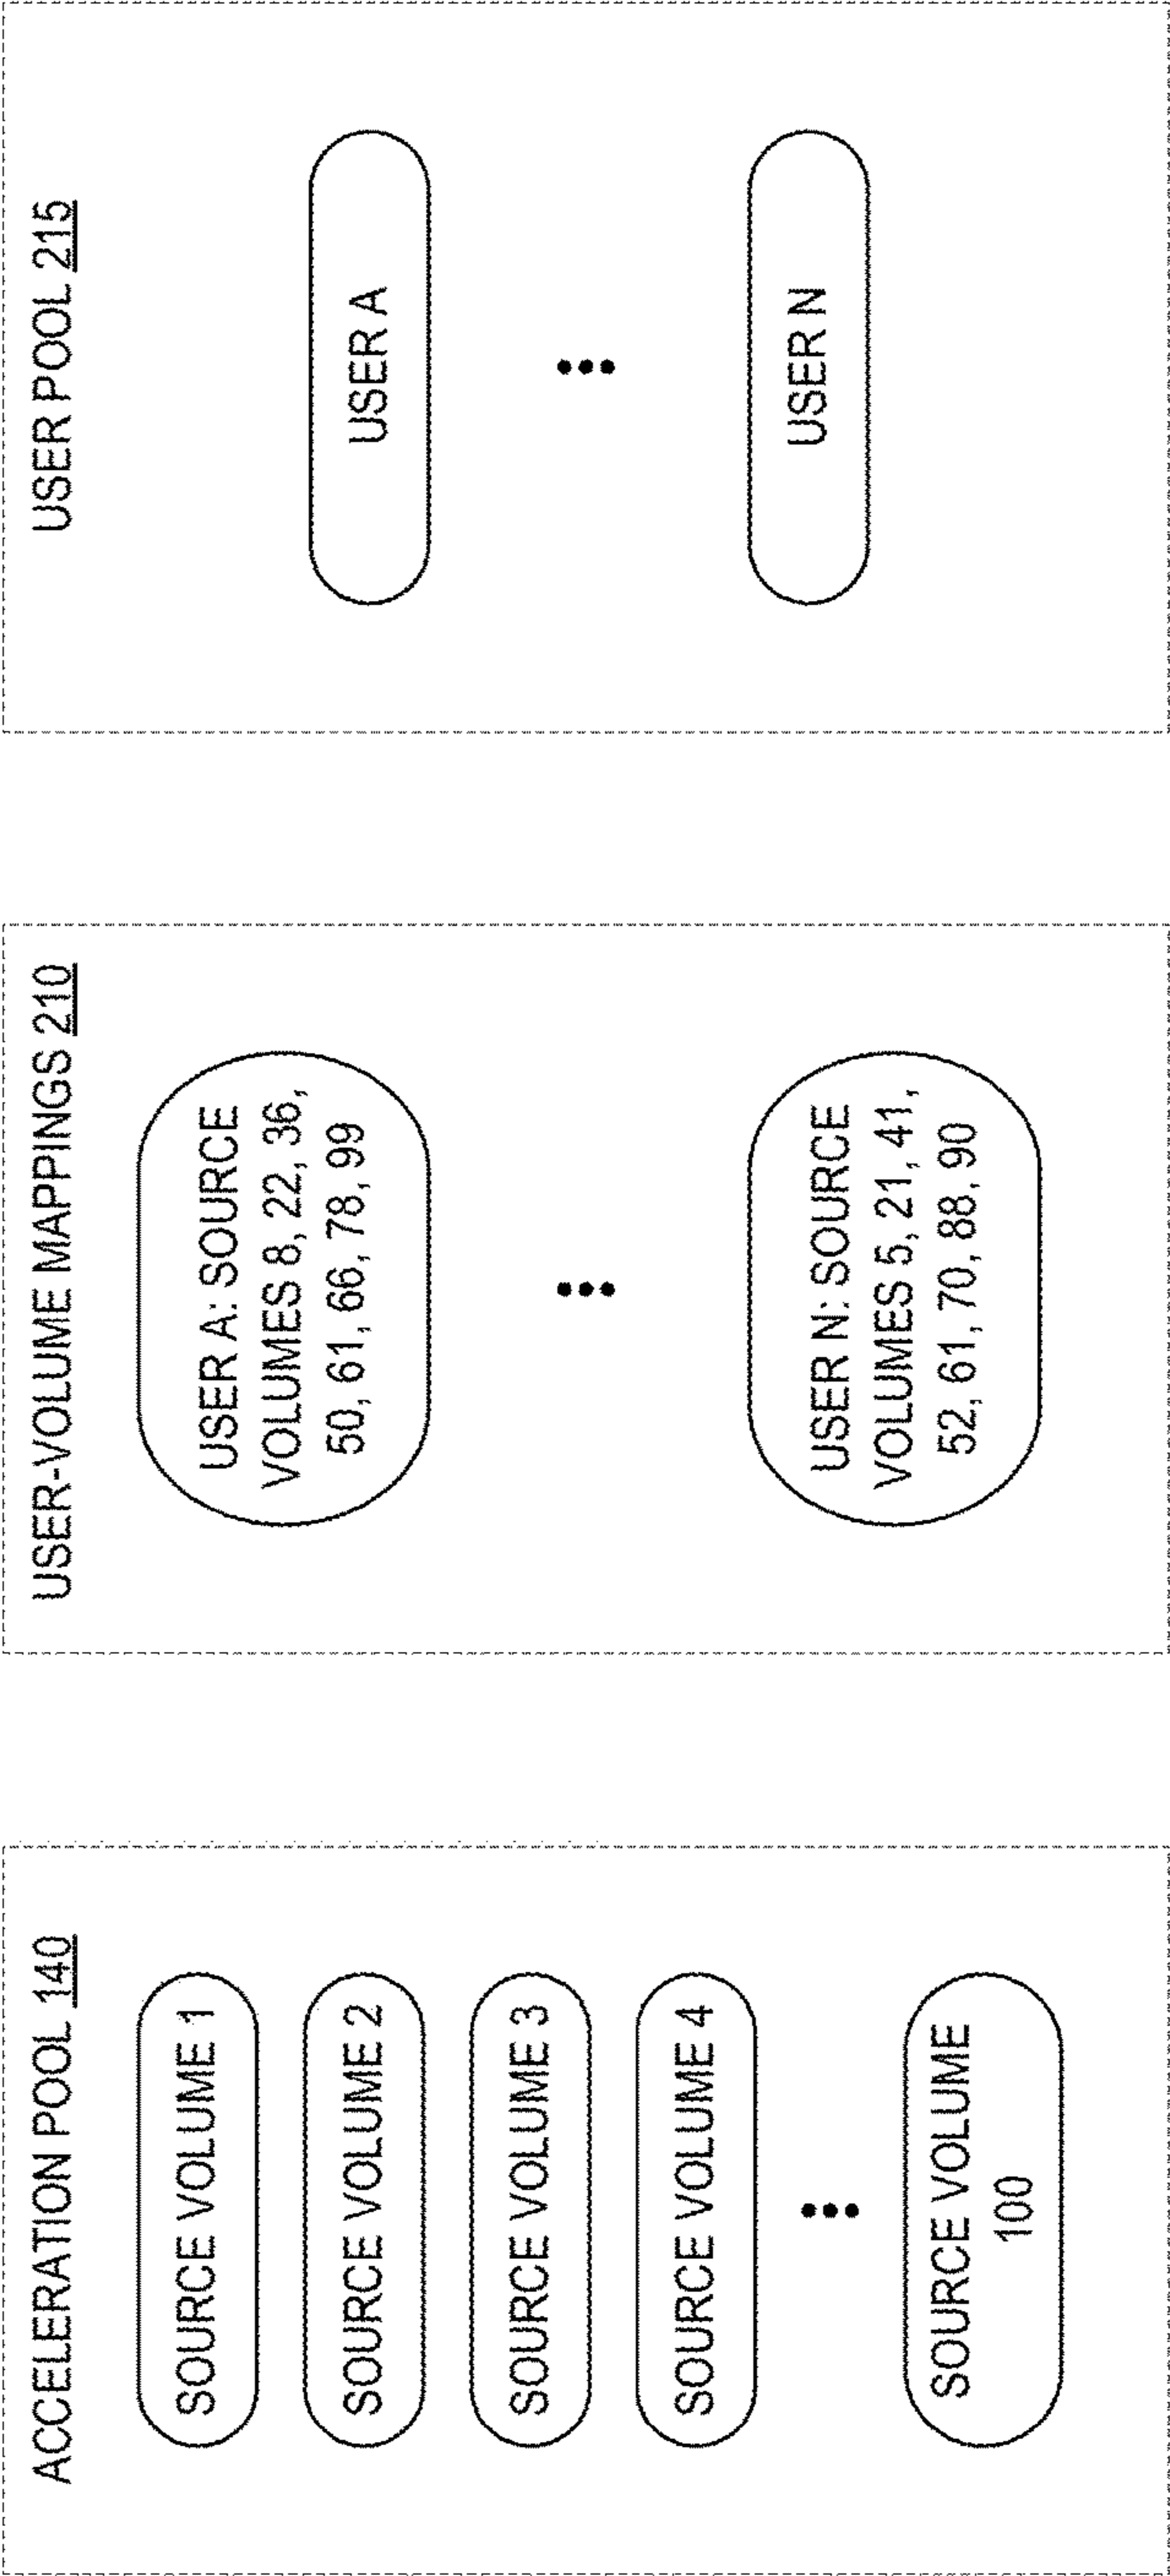 ACCELERATION POOL 140
SOURCE VOLUME 1
SOURCE VOLUME 2
SOURCE VOLUME 3
SOURCE VOLUME 4
SOURCE VOLUME
100
USER-VOLUME MAPPINGS 210
USER A: SOURCE
VOLUMES 8, 22, 36,
50, 61, 66, 78, 99
USER N: SOURCE
VOLUMES 5, 21, 41,
52, 61, 70, 88, 90
USER POOL 215
USER A
USER N